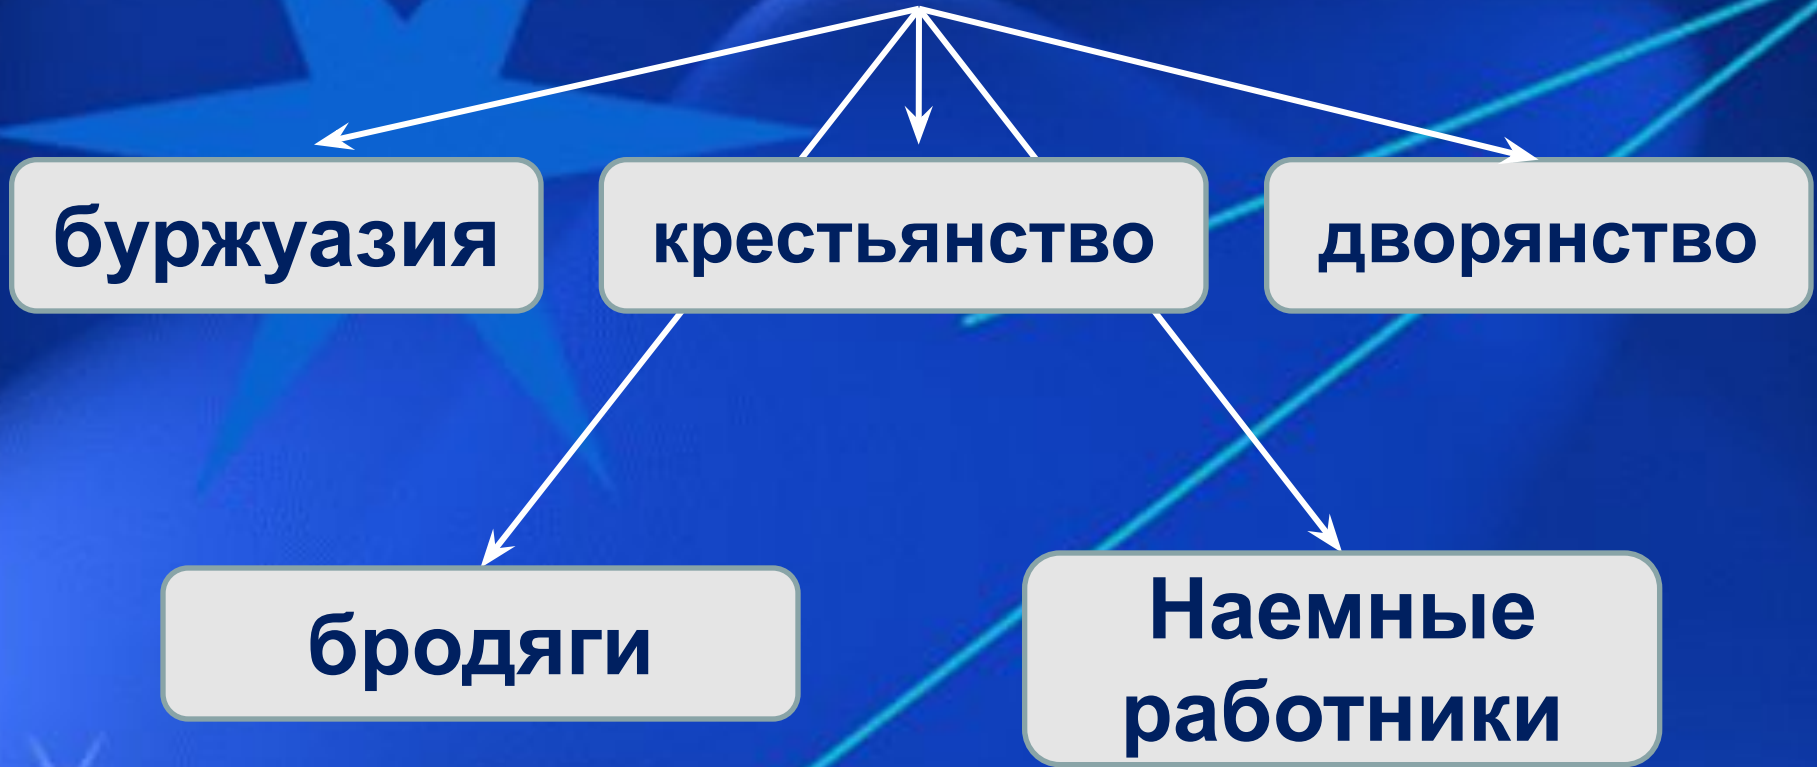 буржуазия
крестьянство
дворянство
бродяги
Наемные
работники